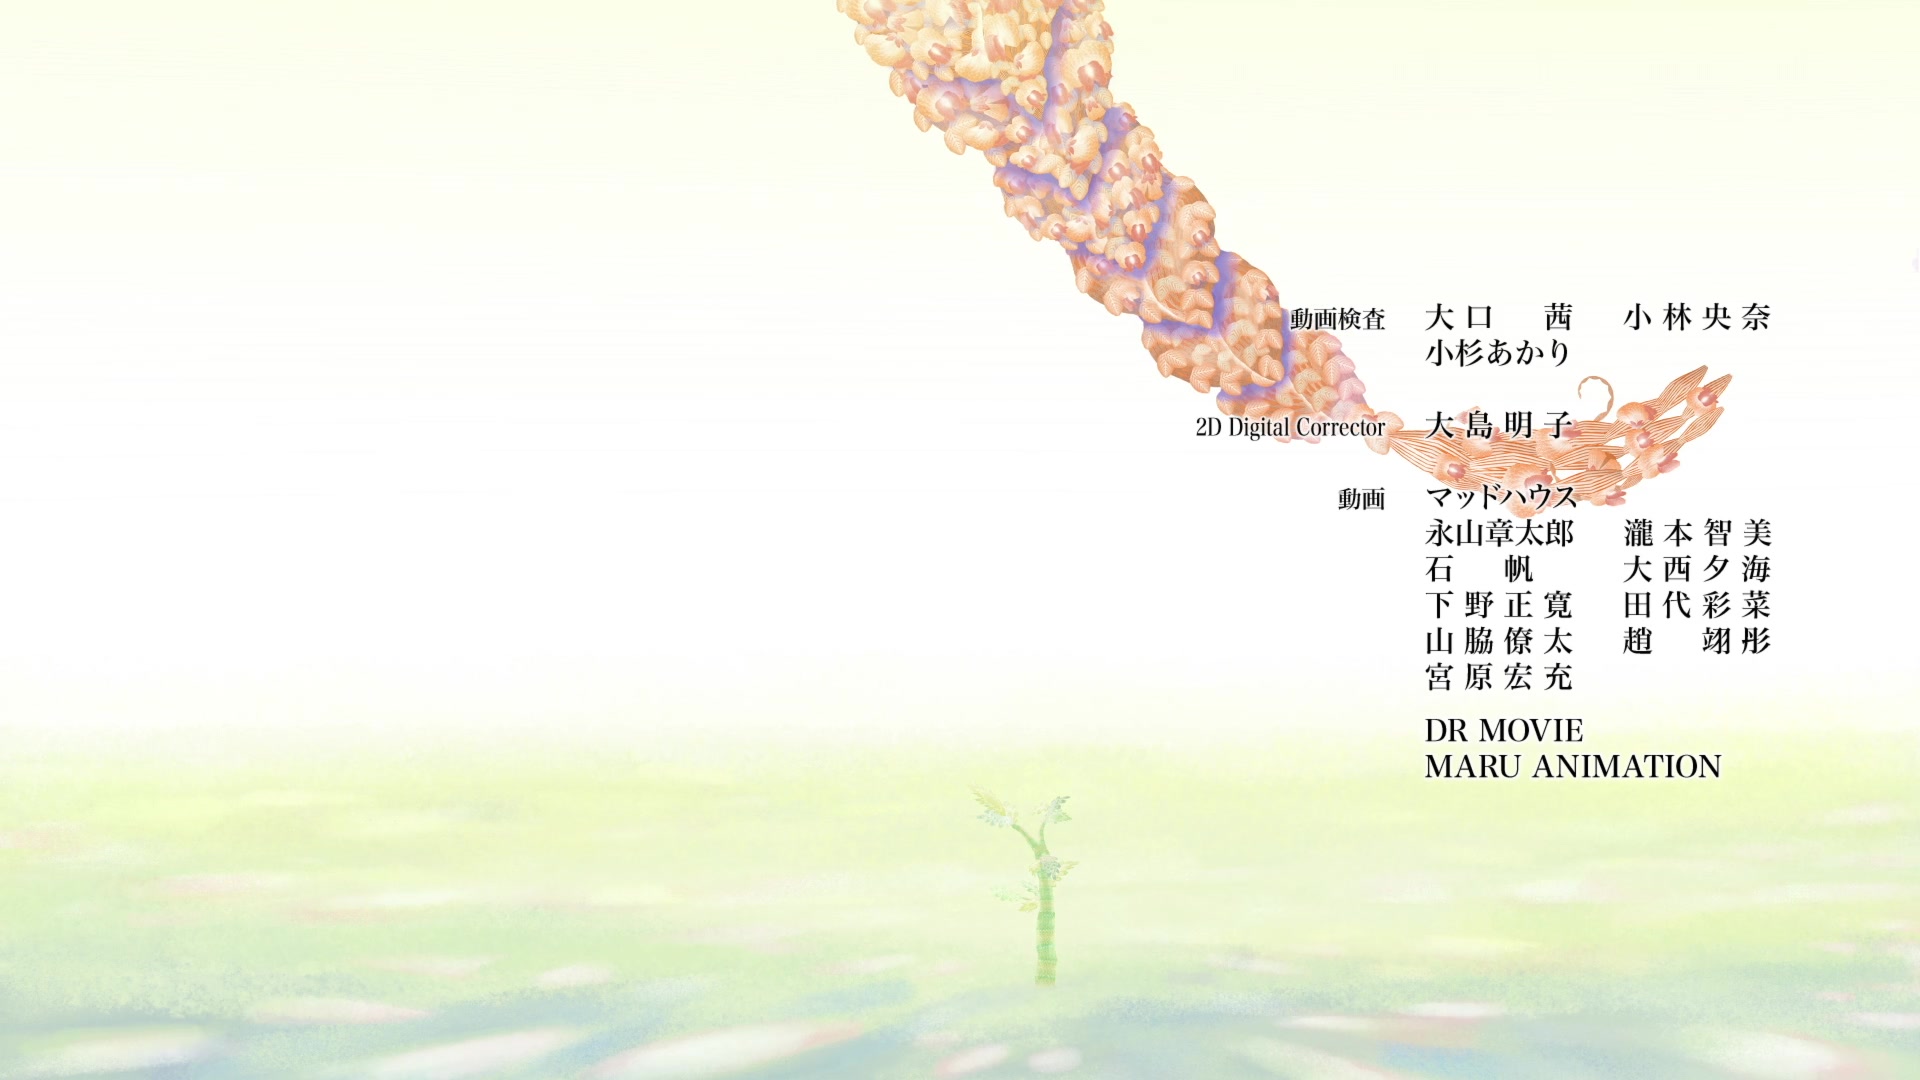 動画検査 大口 茜 小林央奈
小杉あかり
2D Digital Corrector 大島明子
動画 マッドハウス
永山章太郎 瀧本智美
石 帆 大西夕海
下野正寛 田代彩菜
山脇僚太 趙 翊彤
宮原宏充
DR MOVIE
MARU ANIMATION